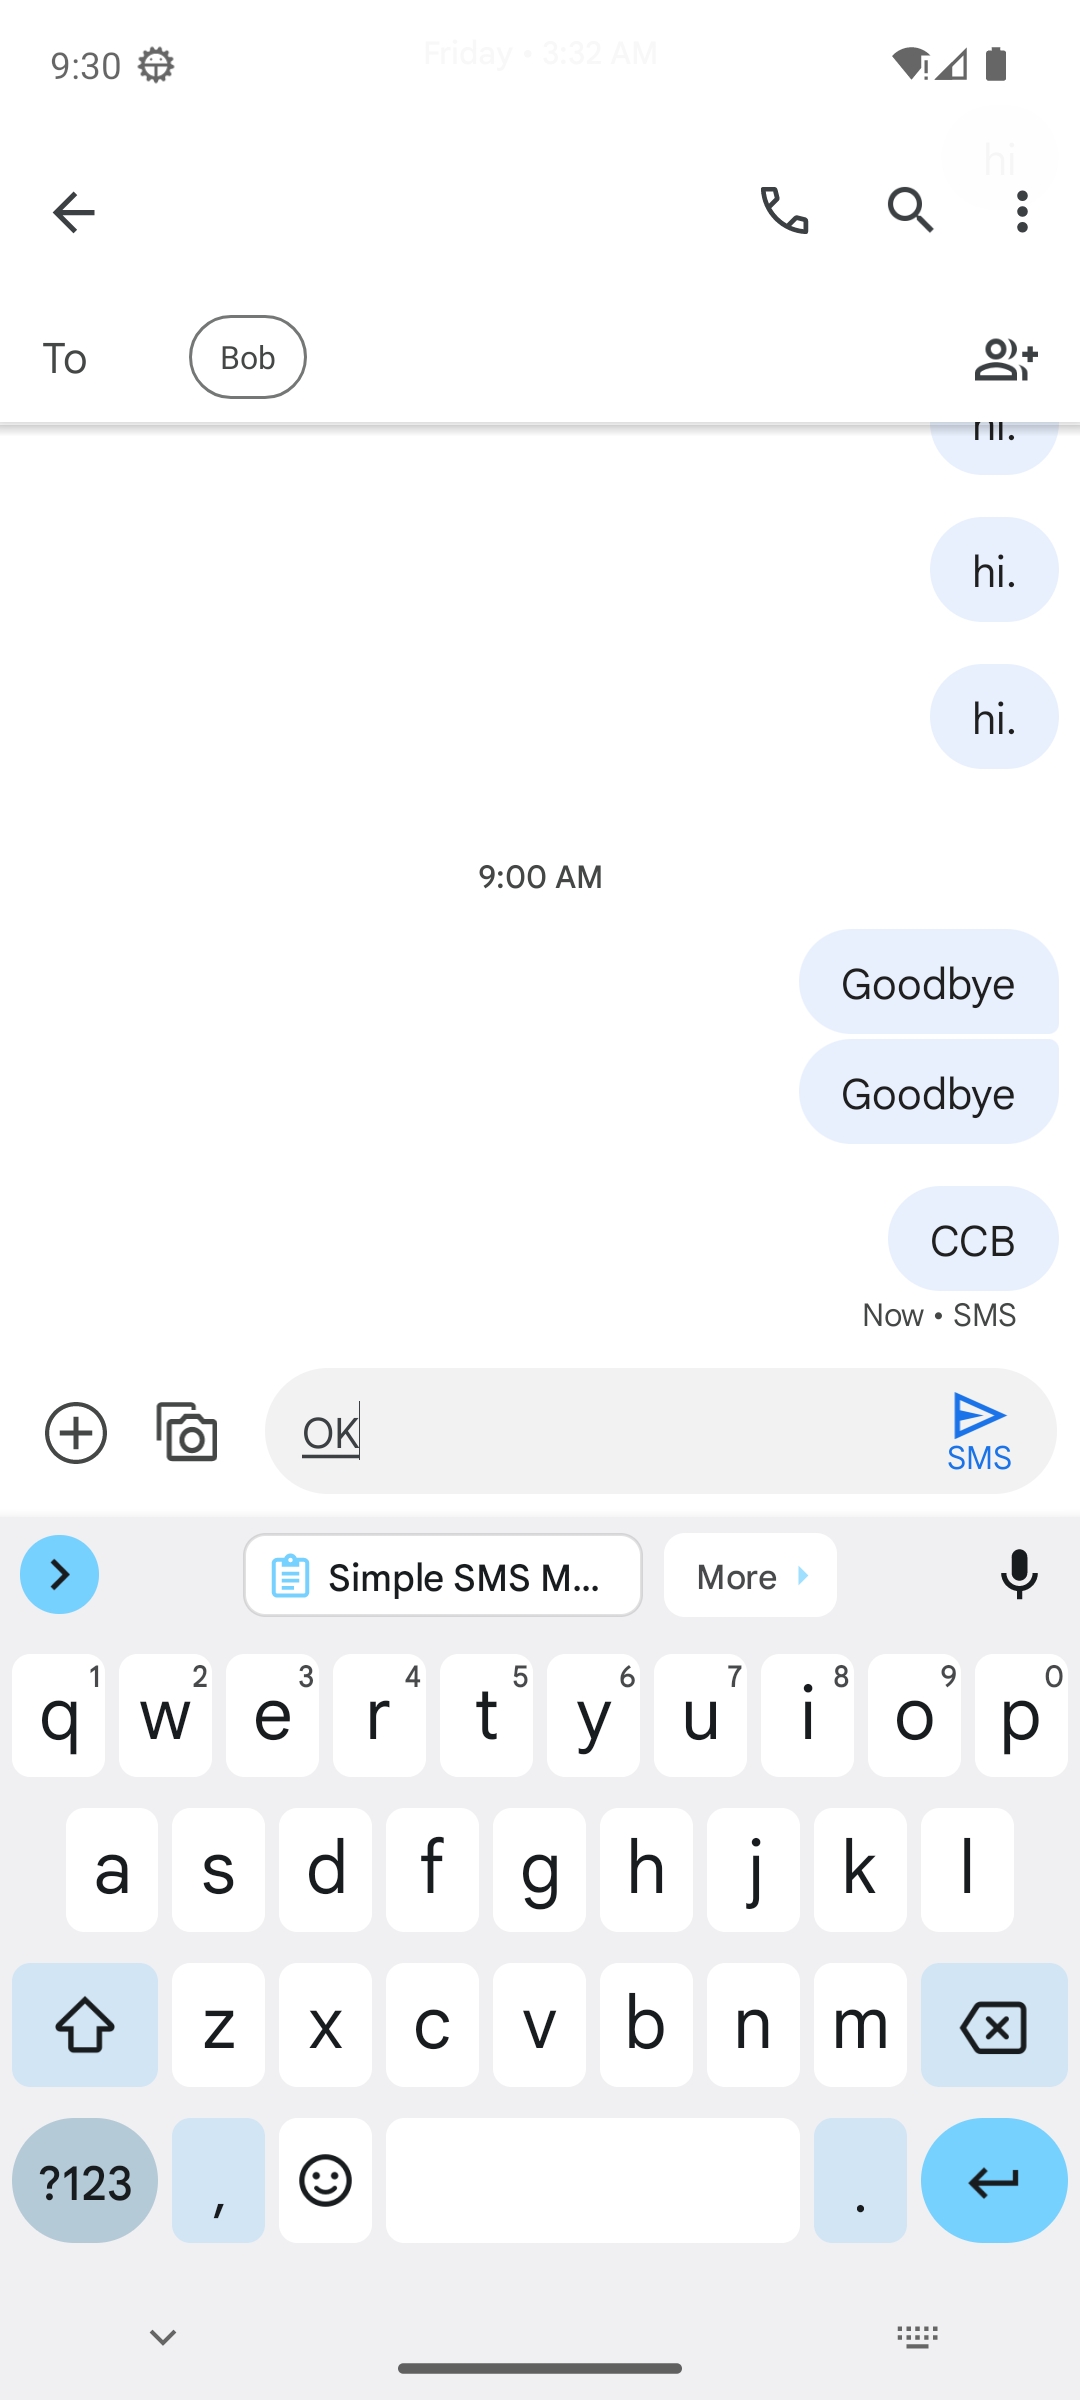 9:30
Friday • 3:32 AM
hi
To Bob
hi.
hi.
hi.
9:00 AM
Goodbye
Goodbye
CCB
Now • SMS
OK
SMS
Simple SMS M... More
q 1 w 2 e 3 r 4 t 5 y 6 u 7 i 8 o 9 p 0
a s d f g h j k l
z x c v b n m
?123 , .